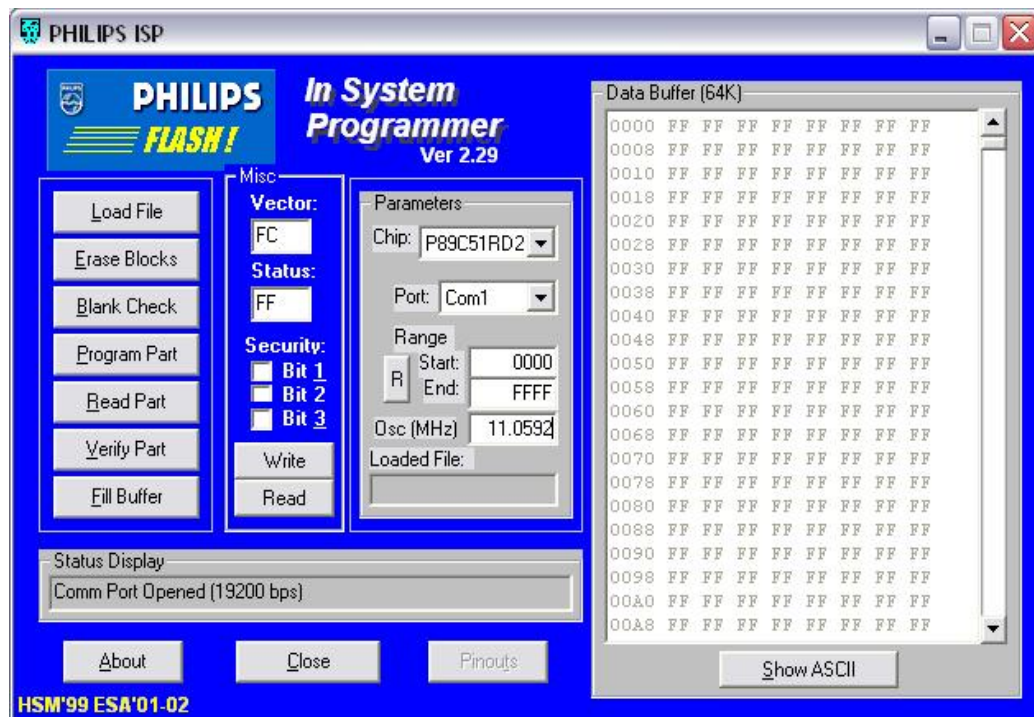 PHILIPS ISP
PHILIPS
FLASH!
In System
Programmer
Ver 2.29
Load File
Erase Blocks
Blank Check
Program Part
Read Part
Verify Part
Fill Buffer
Misc
Vector:
FC
Status:
FF
Security:
Bit 1
Bit 2
Bit 3
Write
Read
Parameters
Chip: P89C51RD2
Port: Com1
Range
R
Start: 0000
End: FFFF
Osc (MHz) 11.0592
Loaded File:
Status Display
Comm Port Opened (19200 bps)
About
Close
Pinouts
HSM'99 ESA'01-02
Data Buffer (64K)
0000 FF FF FF FF FF FF FF FF
0008 FF FF FF FF FF FF FF FF
0010 FF FF FF FF FF FF FF FF
0018 FF FF FF FF FF FF FF FF
0020 FF FF FF FF FF FF FF FF
0028 FF FF FF FF FF FF FF FF
0030 FF FF FF FF FF FF FF FF
0038 FF FF FF FF FF FF FF FF
0040 FF FF FF FF FF FF FF FF
0048 FF FF FF FF FF FF FF FF
0050 FF FF FF FF FF FF FF FF
0058 FF FF FF FF FF FF FF FF
0060 FF FF FF FF FF FF FF FF
0068 FF FF FF FF FF FF FF FF
0070 FF FF FF FF FF FF FF FF
0078 FF FF FF FF FF FF FF FF
0080 FF FF FF FF FF FF FF FF
0088 FF FF FF FF FF FF FF FF
0090 FF FF FF FF FF FF FF FF
0098 FF FF FF FF FF FF FF FF
00A0 FF FF FF FF FF FF FF FF
00A8 FF FF FF FF FF FF FF FF
Show ASCII